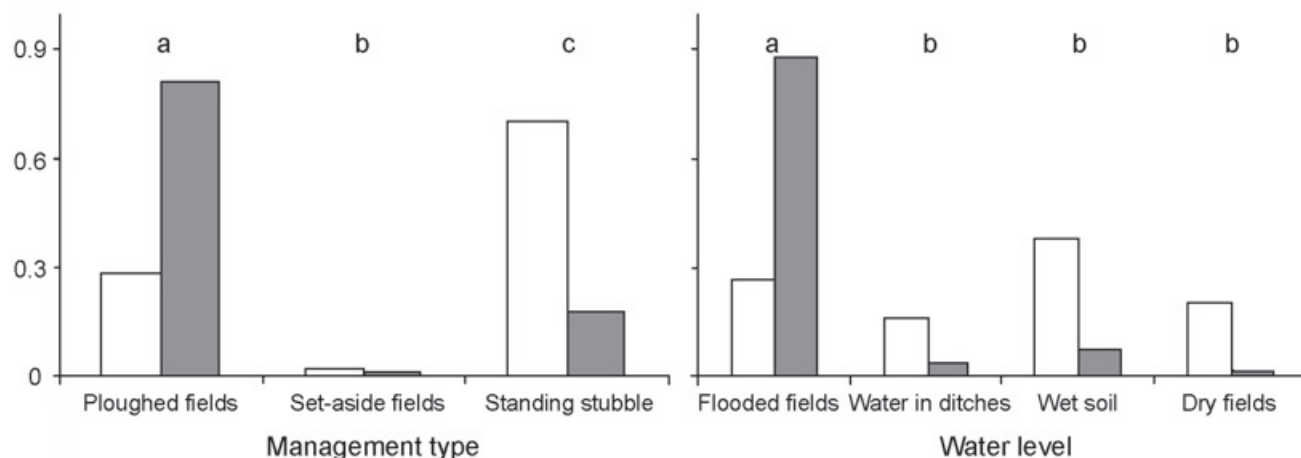 a b c a b b b
0.9
0.6
0.3
0
Ploughed fields Set-aside fields Standing stubble Flooded fields Water in ditches Wet soil Dry fields
Management type Water level